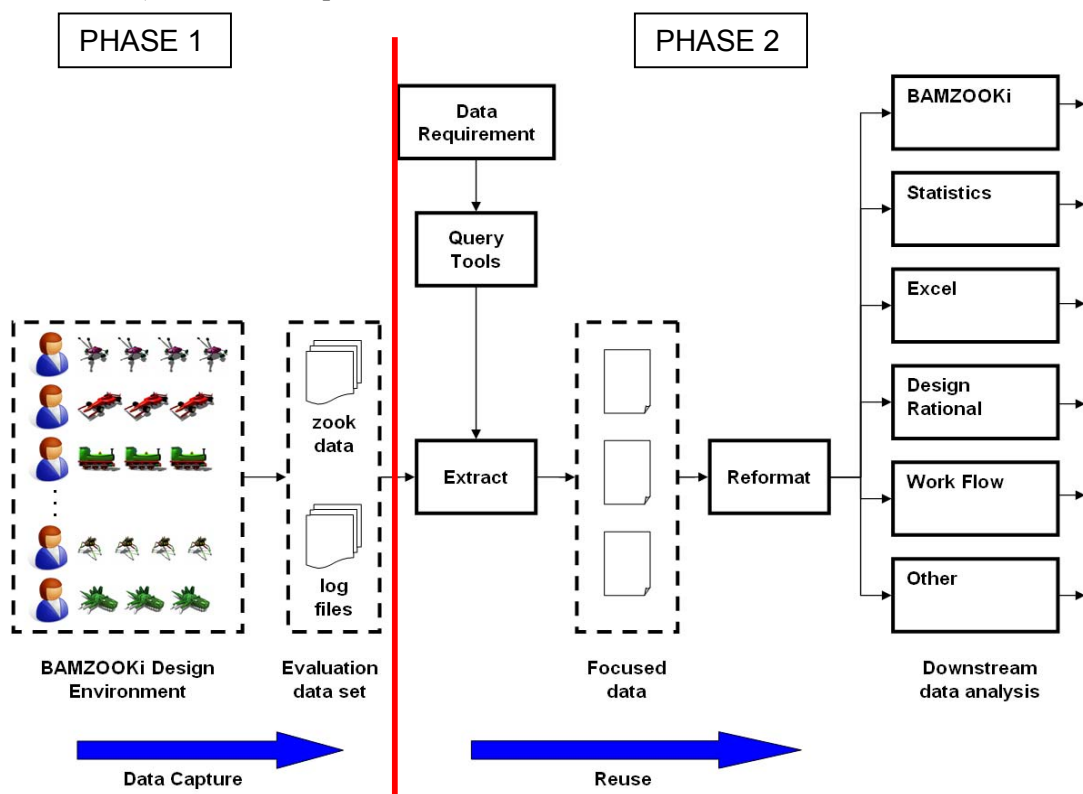 PHASE 1
PHASE 2
Data
Requirement
Query
Tools
zook
data
log
files
Extract
Reformat
BAMZOOKi
Statistics
Excel
Design
Rational
Work Flow
Other
BAMZOOKi Design
Environment
Evaluation
data set
Focused
data
Downstream
data analysis
Data Capture
Reuse